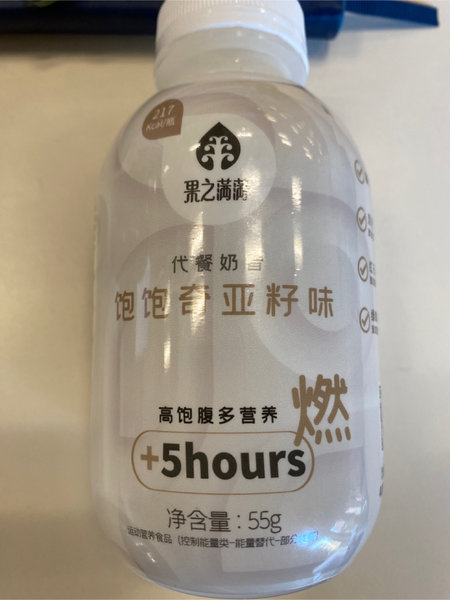 217
Kcal/瓶
果之满满
代餐奶昔
饱饱奇亚籽味
高饱腹多营养
燃
+5hours
净含量：55g
运动营养食品（控制能量类-能量替代-部分